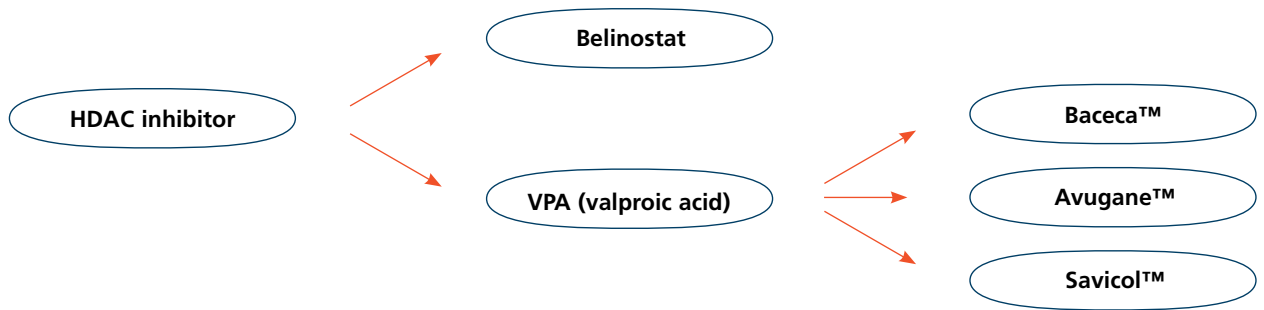 Belinostat
HDAC inhibitor
VPA (valproic acid)
Baceca™
Avugane™
Savicol™